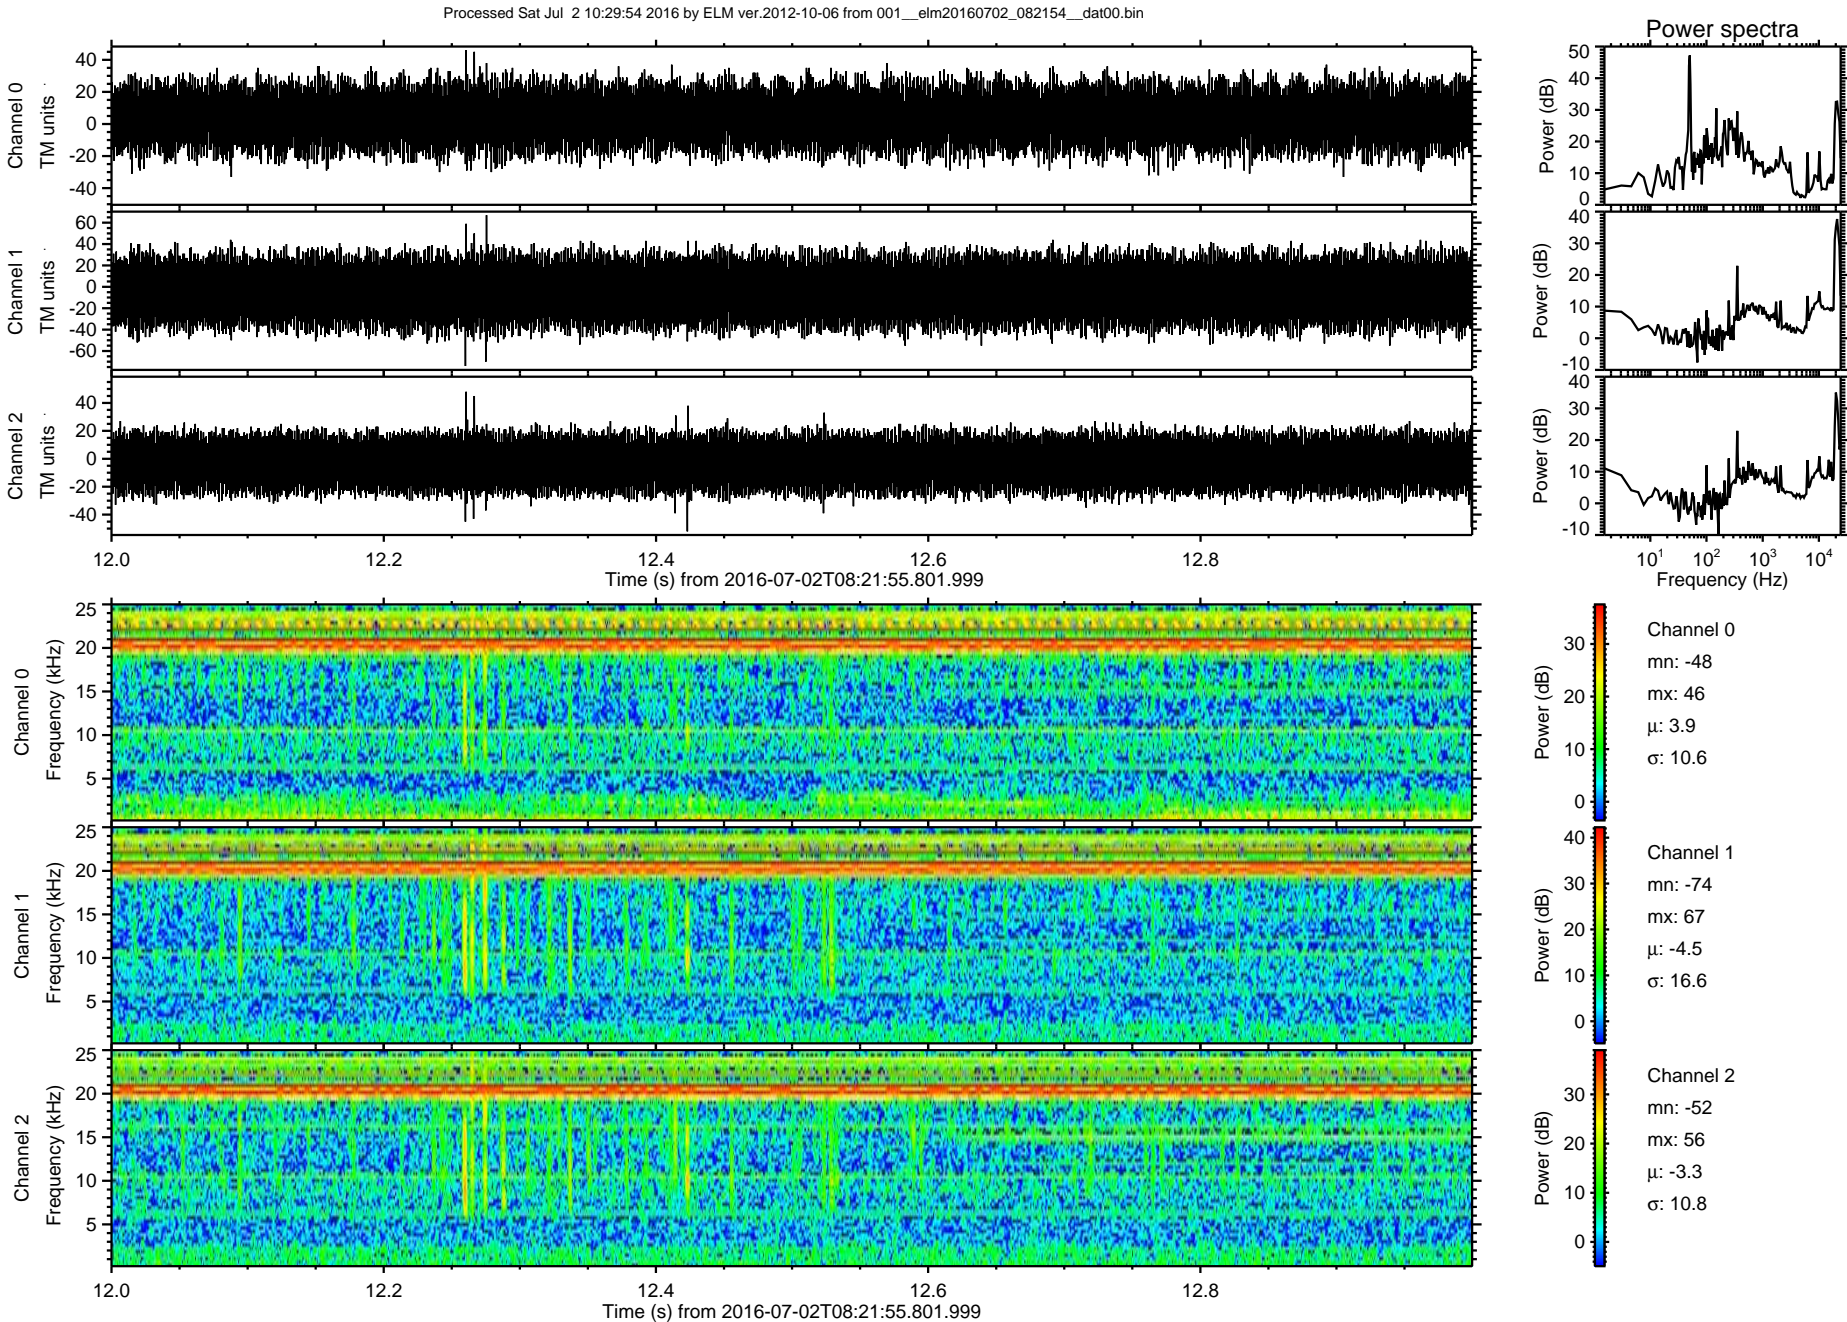 Processed Sat Jul 2 10:29:54 2016 by ELM ver.2012-10-06 from 001__elm20160702_082154__dat00.bin
Power spectra
Channel 0
TM units
40
20
0
-20
-40
Power (dB)
50
40
30
20
10
0
Channel 1
TM units
60
40
20
0
-20
-40
-60
Power (dB)
40
30
20
10
0
-10
Channel 2
TM units
40
20
0
-20
-40
Power (dB)
40
30
20
10
0
-10
12.0 12.2 12.4 12.6 12.8
Time (s) from 2016-07-02T08:21:55.801.999
10^1 10^2 10^3 10^4
Frequency (Hz)
Channel 0
Frequency (kHz)
25
20
15
10
5
Power (dB)
30
20
10
0
Channel 0
mn: -48
mx: 46
μ: 3.9
σ: 10.6
Channel 1
Frequency (kHz)
25
20
15
10
5
Power (dB)
40
30
20
10
0
Channel 1
mn: -74
mx: 67
μ: -4.5
σ: 16.6
Channel 2
Frequency (kHz)
25
20
15
10
5
Power (dB)
30
20
10
0
Channel 2
mn: -52
mx: 56
μ: -3.3
σ: 10.8
12.0 12.2 12.4 12.6 12.8
Time (s) from 2016-07-02T08:21:55.801.999